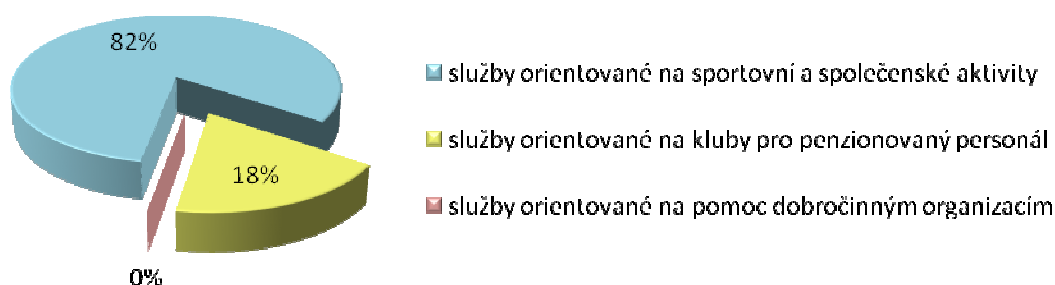 82%
služby orientované na sportovní a společenské aktivity
služby orientované na kluby pro penzionovaný personál
18%
služby orientované na pomoc dobročinným organizacím
0%